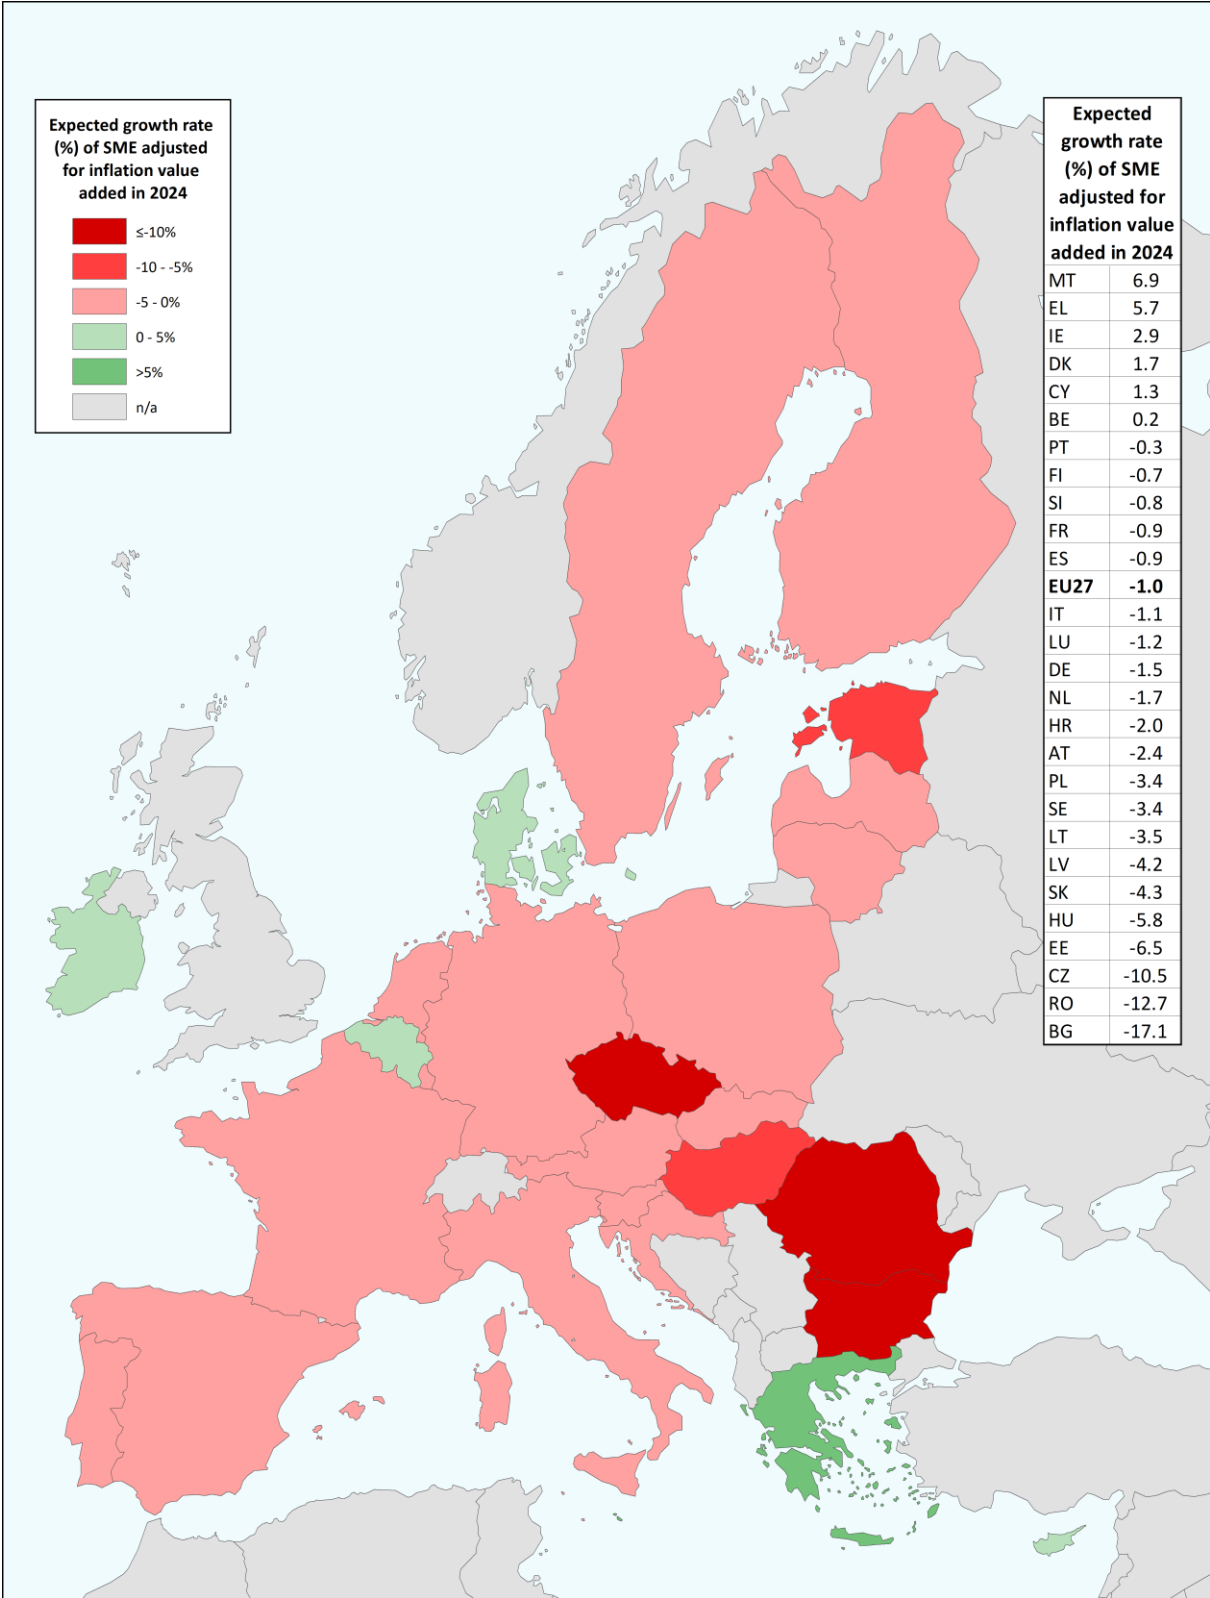 Expected growth rate
(%) of SME adjusted
for inflation value
added in 2024
≤-10%
-10 - -5%
-5 - 0%
0 - 5%
>5%
n/a
Expected
growth rate
(%) of SME
adjusted for
inflation value
added in 2024
MT 6.9
EL 5.7
IE 2.9
DK 1.7
CY 1.3
BE 0.2
PT -0.3
FI -0.7
SI -0.8
FR -0.9
ES -0.9
EU27 -1.0
IT -1.1
LU -1.2
DE -1.5
NL -1.7
HR -2.0
AT -2.4
PL -3.4
SE -3.4
LT -3.5
LV -4.2
SK -4.3
HU -5.8
EE -6.5
CZ -10.5
RO -12.7
BG -17.1